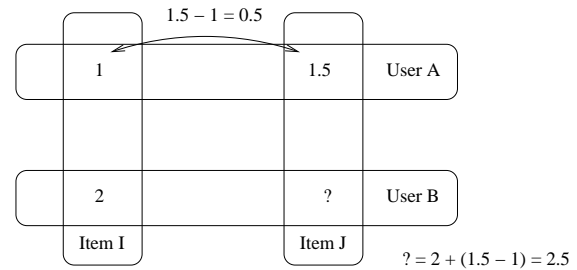 1.5 − 1 = 0.5
1 1.5 User A
2 ? User B
Item I Item J
? = 2 + (1.5 − 1) = 2.5